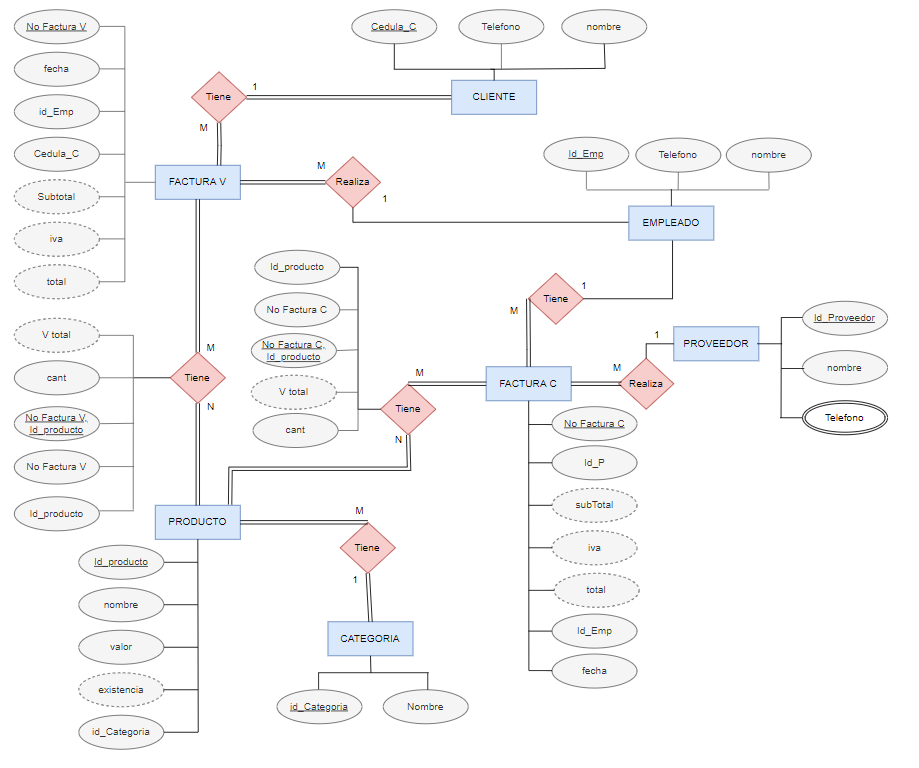 No Factura V
fecha
id_Emp
Cedula_C
Subtotal
iva
total
Cedula_C
Telefono
nombre
CLIENTE
1
Tiene
M
FACTURA V
M
Realiza
1
Id_Emp
Telefono
nombre
EMPLEADO
1
Tiene
M
Id_producto
No Factura C
No Factura C,
Id_producto
V total
cant
V total
cant
No Factura V,
Id_producto
No Factura V
Id_producto
M
Tiene
N
M
Tiene
N
FACTURA C
M
Realiza
1
PROVEEDOR
Id_Proveedor
nombre
Telefono
No Factura C
Id_P
subTotal
iva
total
Id_Emp
fecha
PRODUCTO
M
Tiene
1
CATEGORIA
id_Categoria
Nombre
Id_producto
nombre
valor
existencia
id_Categoria